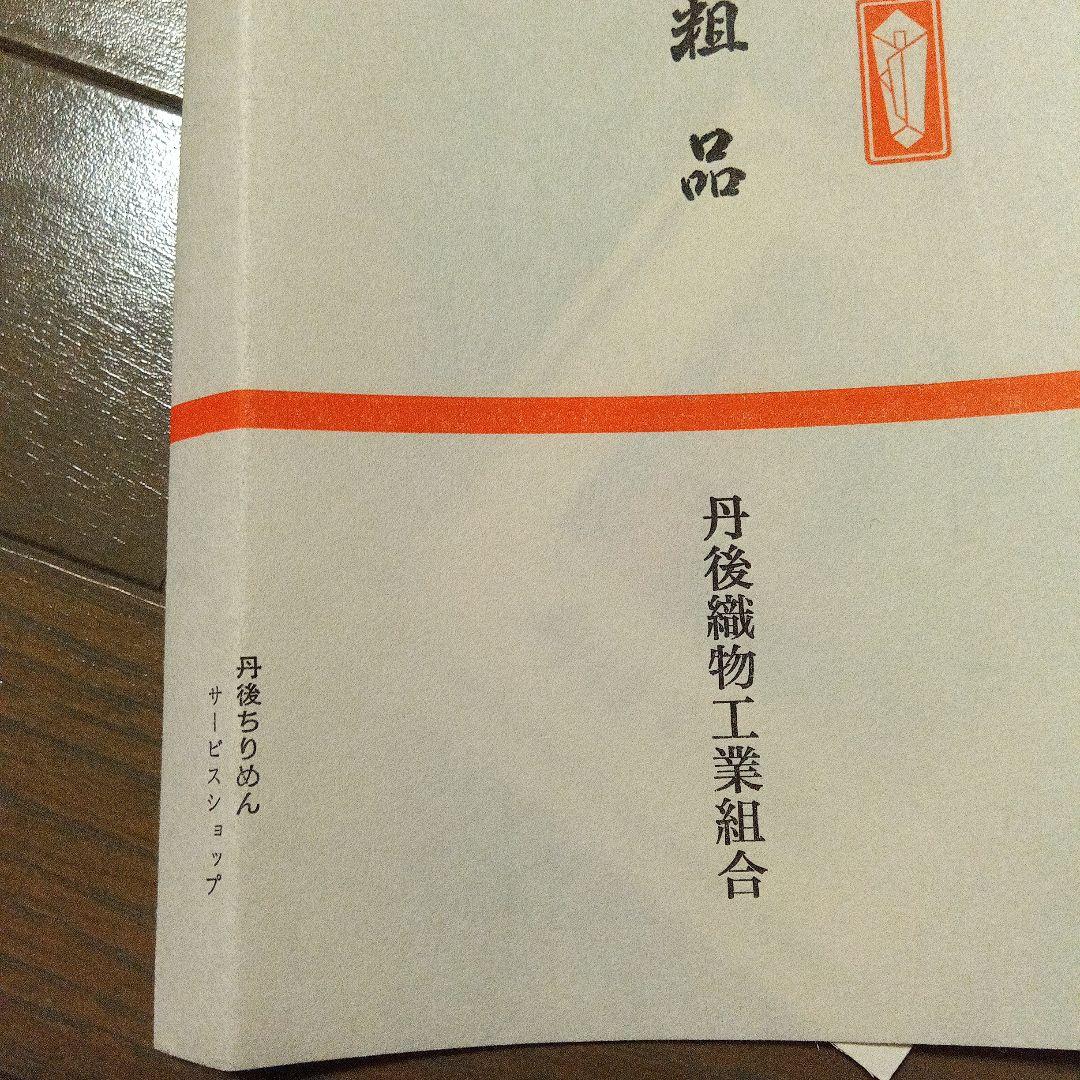 粗品
丹後織物工業組合
丹後ちりめん
サービスショップ